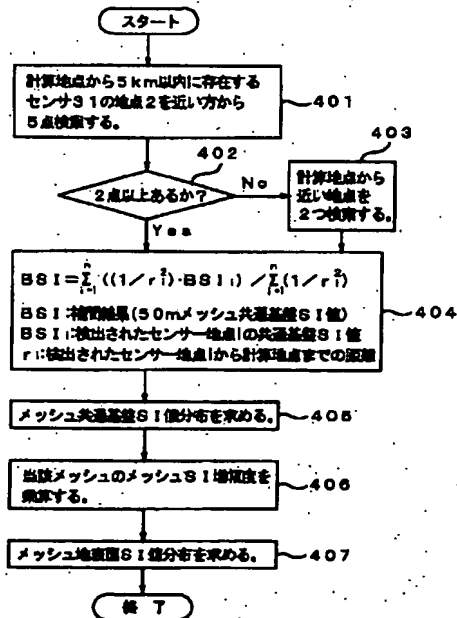 スタート
計算地点から5km以内に存在する
センサ31の地点2を近い方から
5点検索する。
401
402
2点以上あるか?
No
Yes
403
計算地点から
近い地点を
2つ検索する。
BSI=Σ((1/r²ᵢ)・BSIᵢ)/Σ(1/r²ᵢ)
BSI:補間結果(50mメッシュ共通基盤SI値)
BSIi:検出されたセンサー地点iの共通基盤SI値
ri:検出されたセンサー地点iから計算地点までの距離
404
メッシュ共通基盤SI値分布を求める。
405
当該メッシュのメッシュSI増幅度を
乗算する。
406
メッシュ地表面SI値分布を求める。
407
終了